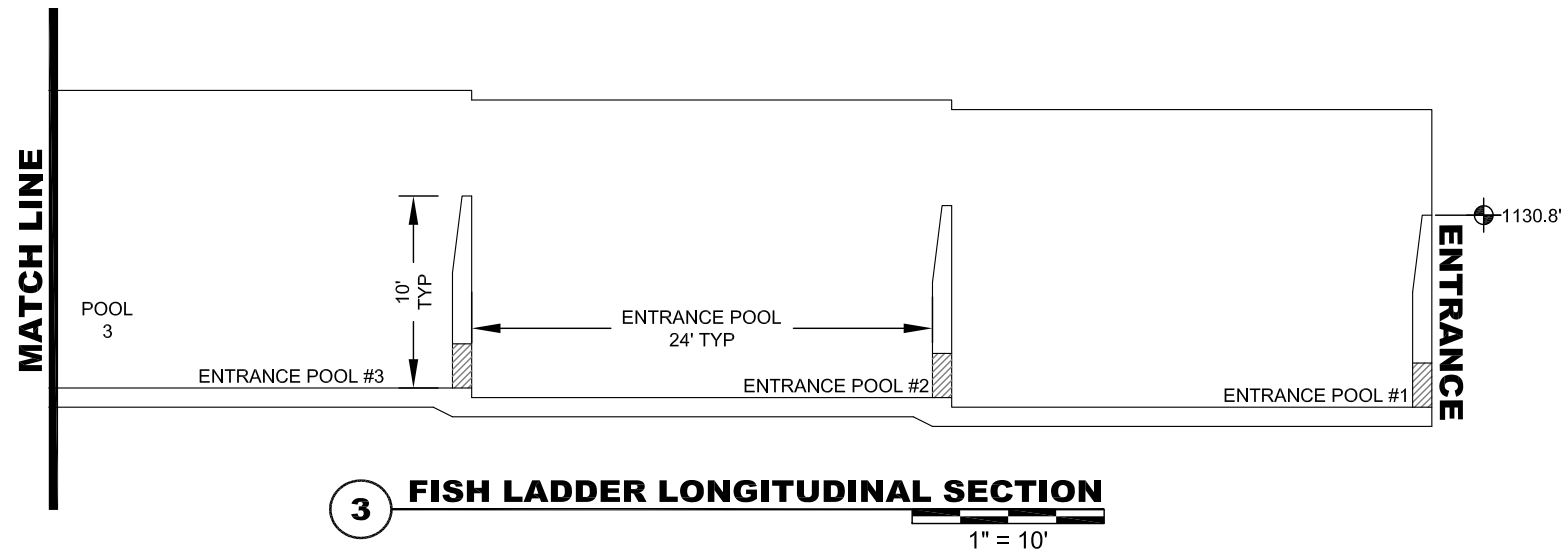 MATCH LINE
POOL
3
10'
TYP
ENTRANCE POOL
24' TYP
1130.8'
ENTRANCE
ENTRANCE POOL #3
ENTRANCE POOL #2
ENTRANCE POOL #1
3
FISH LADDER LONGITUDINAL SECTION
1" = 10'